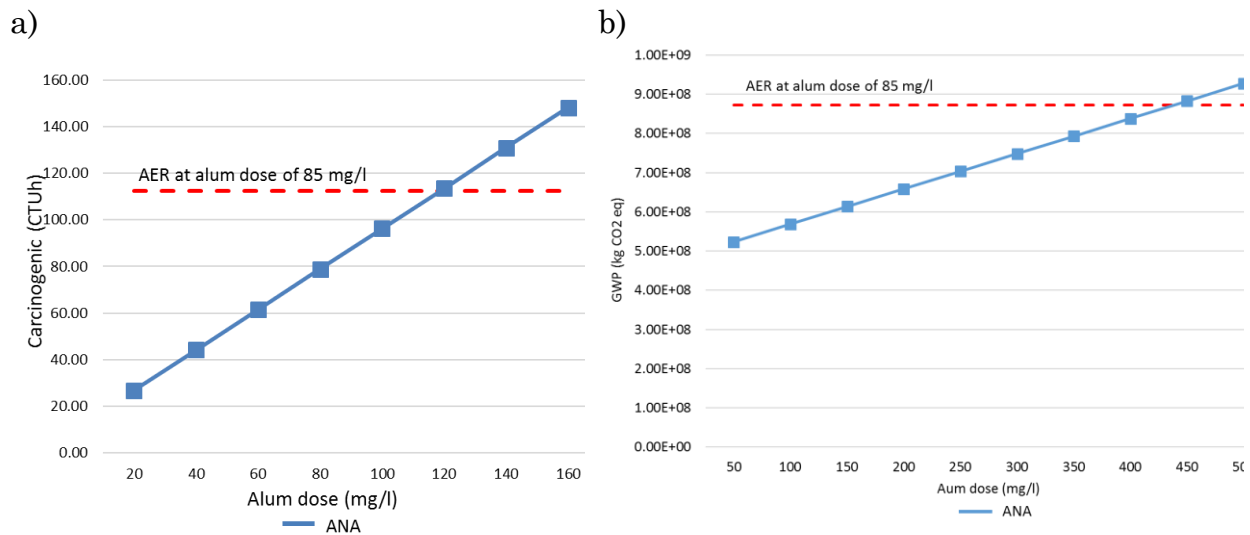 a)
160.00
140.00
120.00
100.00
80.00
60.00
40.00
20.00
0.00
Carcinogenic (CTUh)
AER at alum dose of 85 mg/l
20 40 60 80 100 120 140 160
Alum dose (mg/l)
ANA
b)
1.00E+09
9.00E+08
8.00E+08
7.00E+08
6.00E+08
5.00E+08
4.00E+08
3.00E+08
2.00E+08
1.00E+08
0.00E+00
GWP (kg CO2 eq)
AER at alum dose of 85 mg/l
50 100 150 200 250 300 350 400 450
Aum dose (mg/l)
ANA